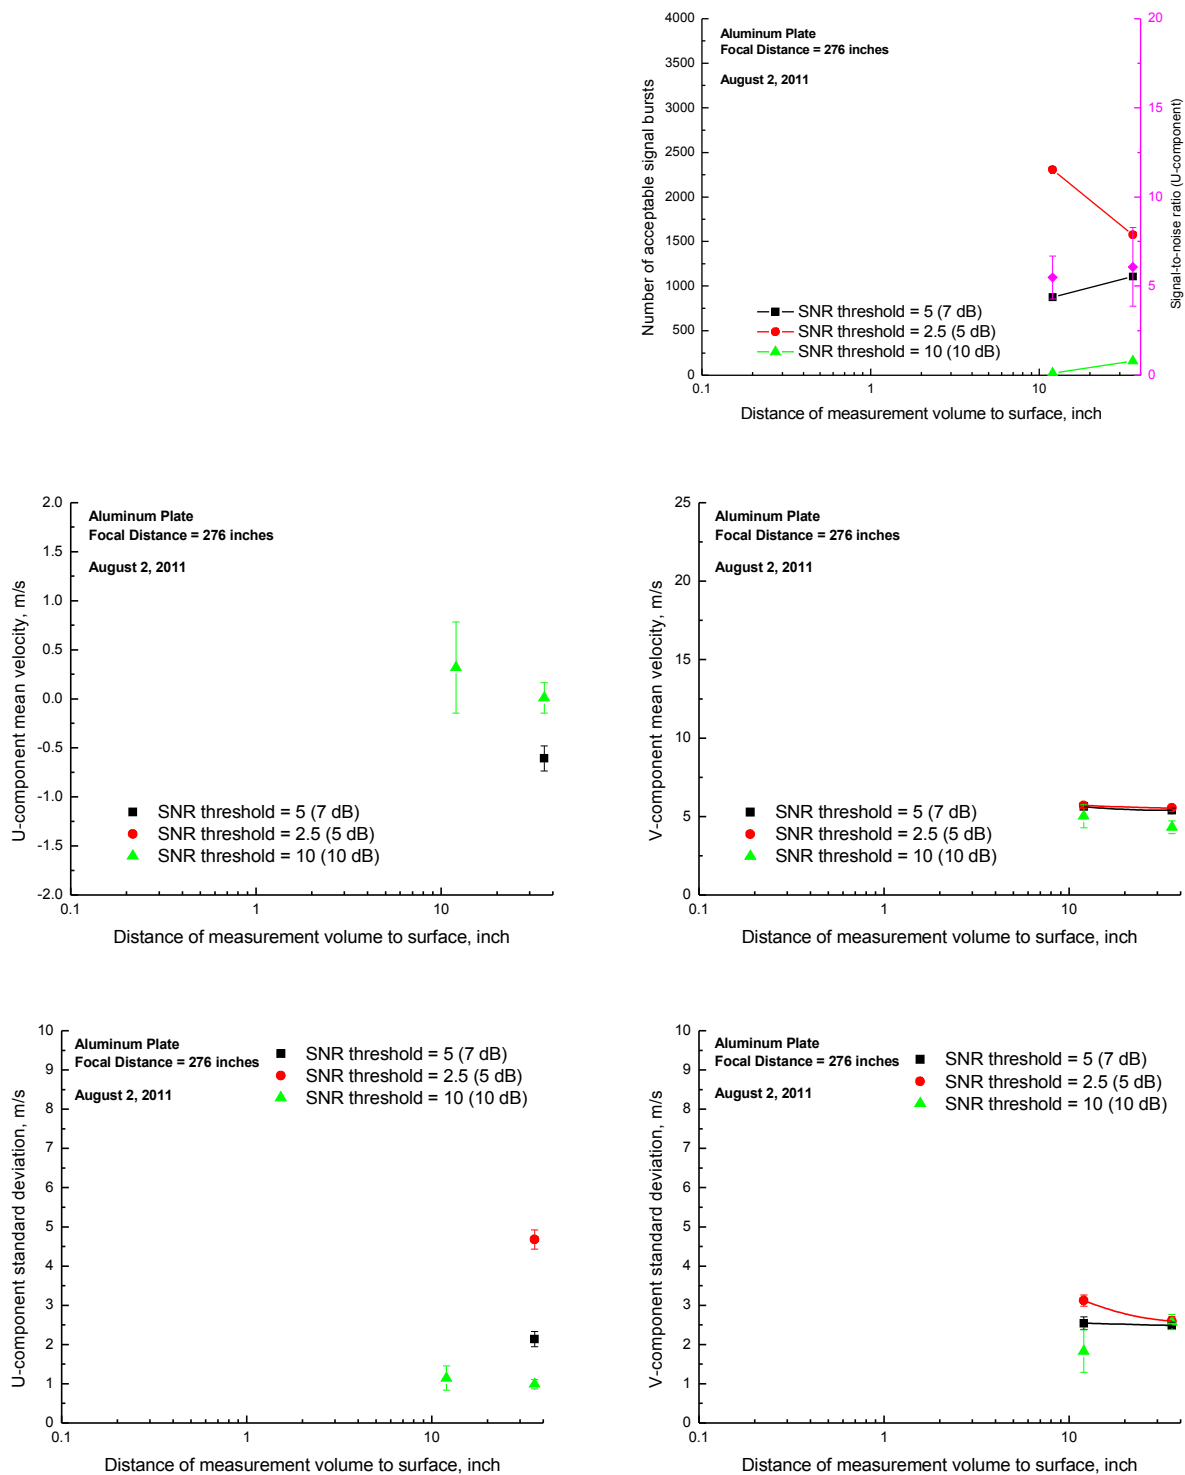 Aluminum Plate
Focal Distance = 276 inches
August 2, 2011
4000
3500
3000
2500
2000
1500
1000
500
0
20
15
10
5
0
Number of acceptable signal bursts
Signal-to-noise ratio (U-component)
SNR threshold = 5 (7 dB)
SNR threshold = 2.5 (5 dB)
SNR threshold = 10 (10 dB)
0.1 1 10
Distance of measurement volume to surface, inch
Aluminum Plate
Focal Distance = 276 inches
August 2, 2011
2.0
1.5
1.0
0.5
0.0
-0.5
-1.0
-1.5
-2.0
U-component mean velocity, m/s
SNR threshold = 5 (7 dB)
SNR threshold = 2.5 (5 dB)
SNR threshold = 10 (10 dB)
0.1 1 10
Distance of measurement volume to surface, inch
Aluminum Plate
Focal Distance = 276 inches
August 2, 2011
25
20
15
10
5
0
V-component mean velocity, m/s
SNR threshold = 5 (7 dB)
SNR threshold = 2.5 (5 dB)
SNR threshold = 10 (10 dB)
0.1 1 10
Distance of measurement volume to surface, inch
Aluminum Plate
Focal Distance = 276 inches
August 2, 2011
SNR threshold = 5 (7 dB)
SNR threshold = 2.5 (5 dB)
SNR threshold = 10 (10 dB)
10
9
8
7
6
5
4
3
2
1
0
U-component standard deviation, m/s
0.1 1 10
Distance of measurement volume to surface, inch
Aluminum Plate
Focal Distance = 276 inches
August 2, 2011
SNR threshold = 5 (7 dB)
SNR threshold = 2.5 (5 dB)
SNR threshold = 10 (10 dB)
10
9
8
7
6
5
4
3
2
1
0
V-component standard deviation, m/s
0.1 1 10
Distance of measurement volume to surface, inch